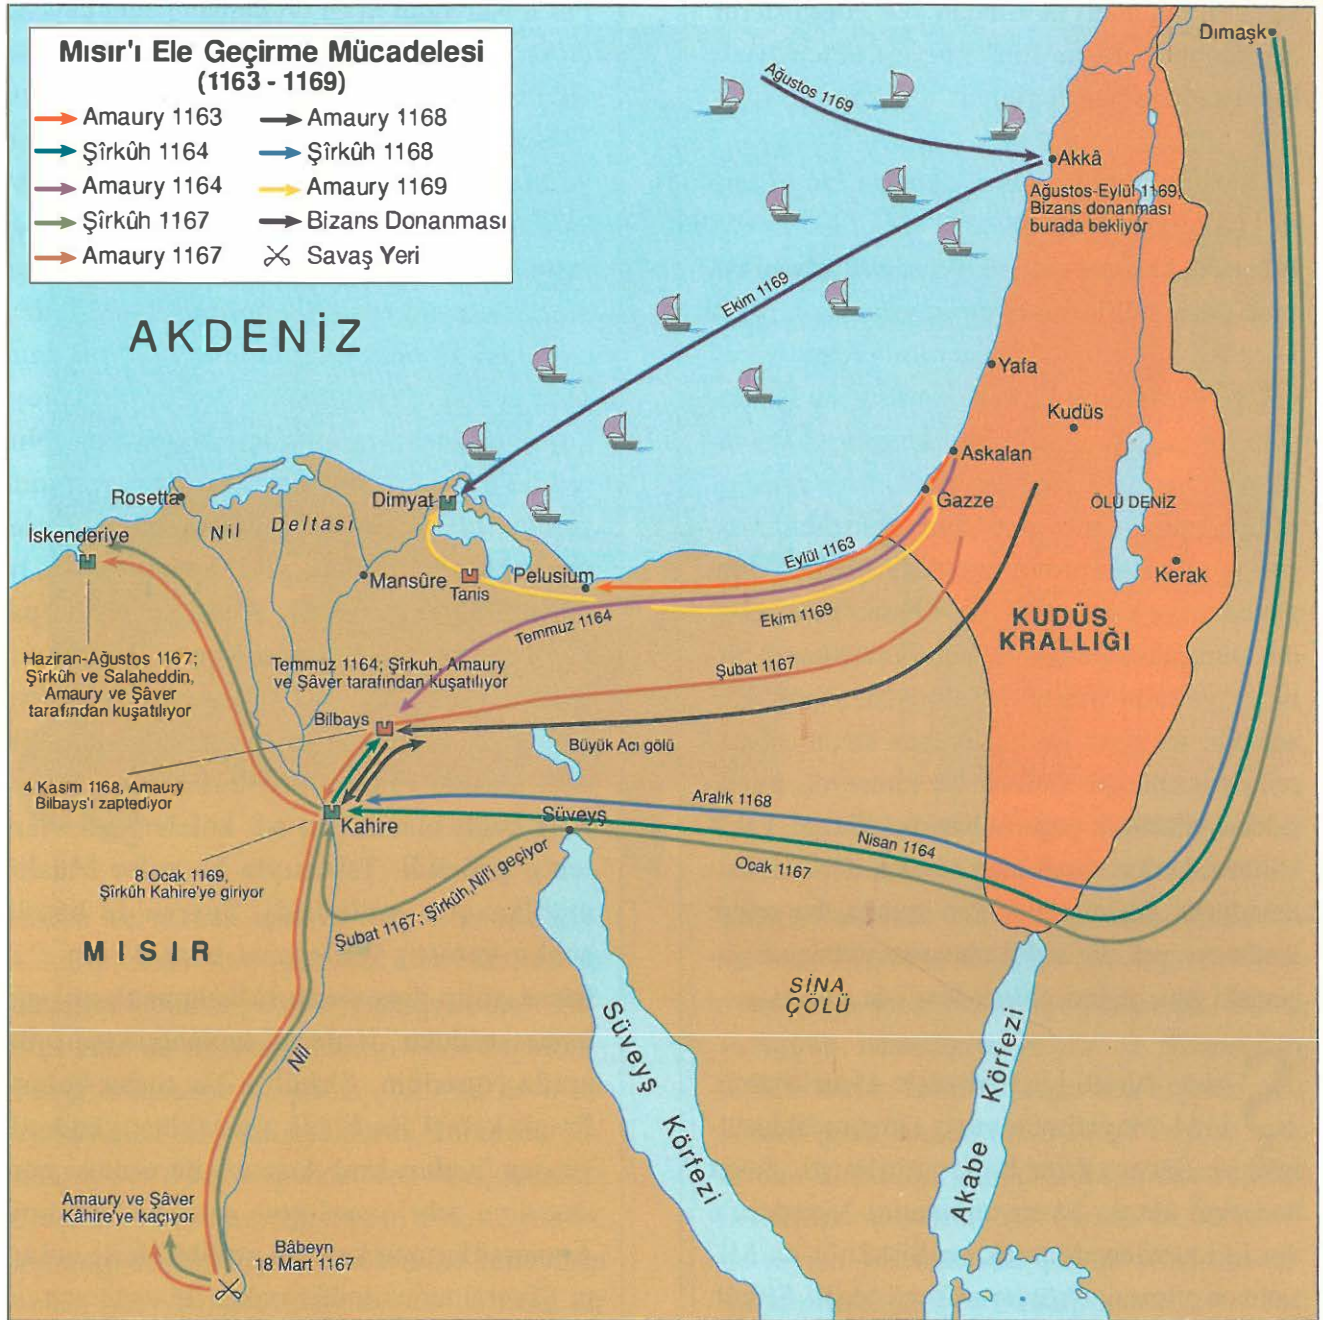 Mısır'ı Ele Geçirme Mücadelesi
(1163 - 1169)
Amaury 1163
Şîrkûh 1164
Amaury 1164
Şîrkûh 1167
Amaury 1167
Amaury 1168
Şîrkûh 1168
Amaury 1169
Bizans Donanması
Savaş Yeri
Dımaşk
Ağustos 1169
Akkâ
Ağustos-Eylül 1169,
Bizans donanması
burada bekliyor
Ekim 1169
AKDENİZ
Yafa
Kudüs
Askalan
Gazze
ÖLÜ DENİZ
Kerak
KUDÜS
KRALLIĞI
Rosetta
Nil Deltası
Dimyat
İskenderiye
Mansûre
Tanis
Pelusium
Eylül 1163
Ekim 1169
Temmuz 1164
Şubat 1167
Haziran-Ağustos 1167;
Şîrkûh ve Salaheddin,
Amaury ve Şâver
tarafından kuşatılıyor
Temmuz 1164; Şîrkuh, Amaury
ve Şâver tarafından kuşatılıyor
Bilbays
Büyük Acı gölü
4 Kasım 1168, Amaury
Bilbays'ı zaptediyor
Aralık 1168
Kahire
Süveyş
Nisan 1164
Ocak 1167
8 Ocak 1169,
Şîrkûh Kahire'ye giriyor
Şubat 1167; Şîrkûh, Nil'i geçiyor
MISIR
SİNA
ÇÖLÜ
Nil
Süveyş Körfezi
Akabe Körfezi
Amaury ve Şâver
Kâhire'ye kaçıyor
Bâbeyn
18 Mart 1167